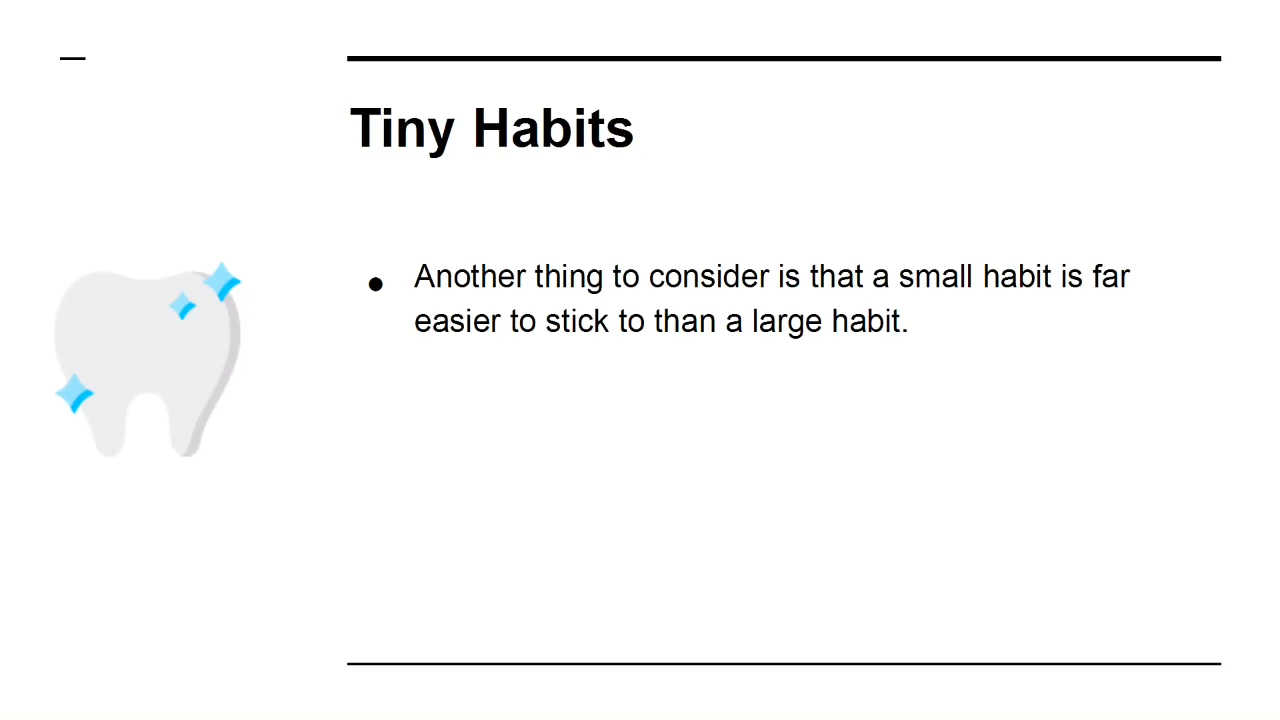 Tiny Habits
● Another thing to consider is that a small habit is far
easier to stick to than a large habit.